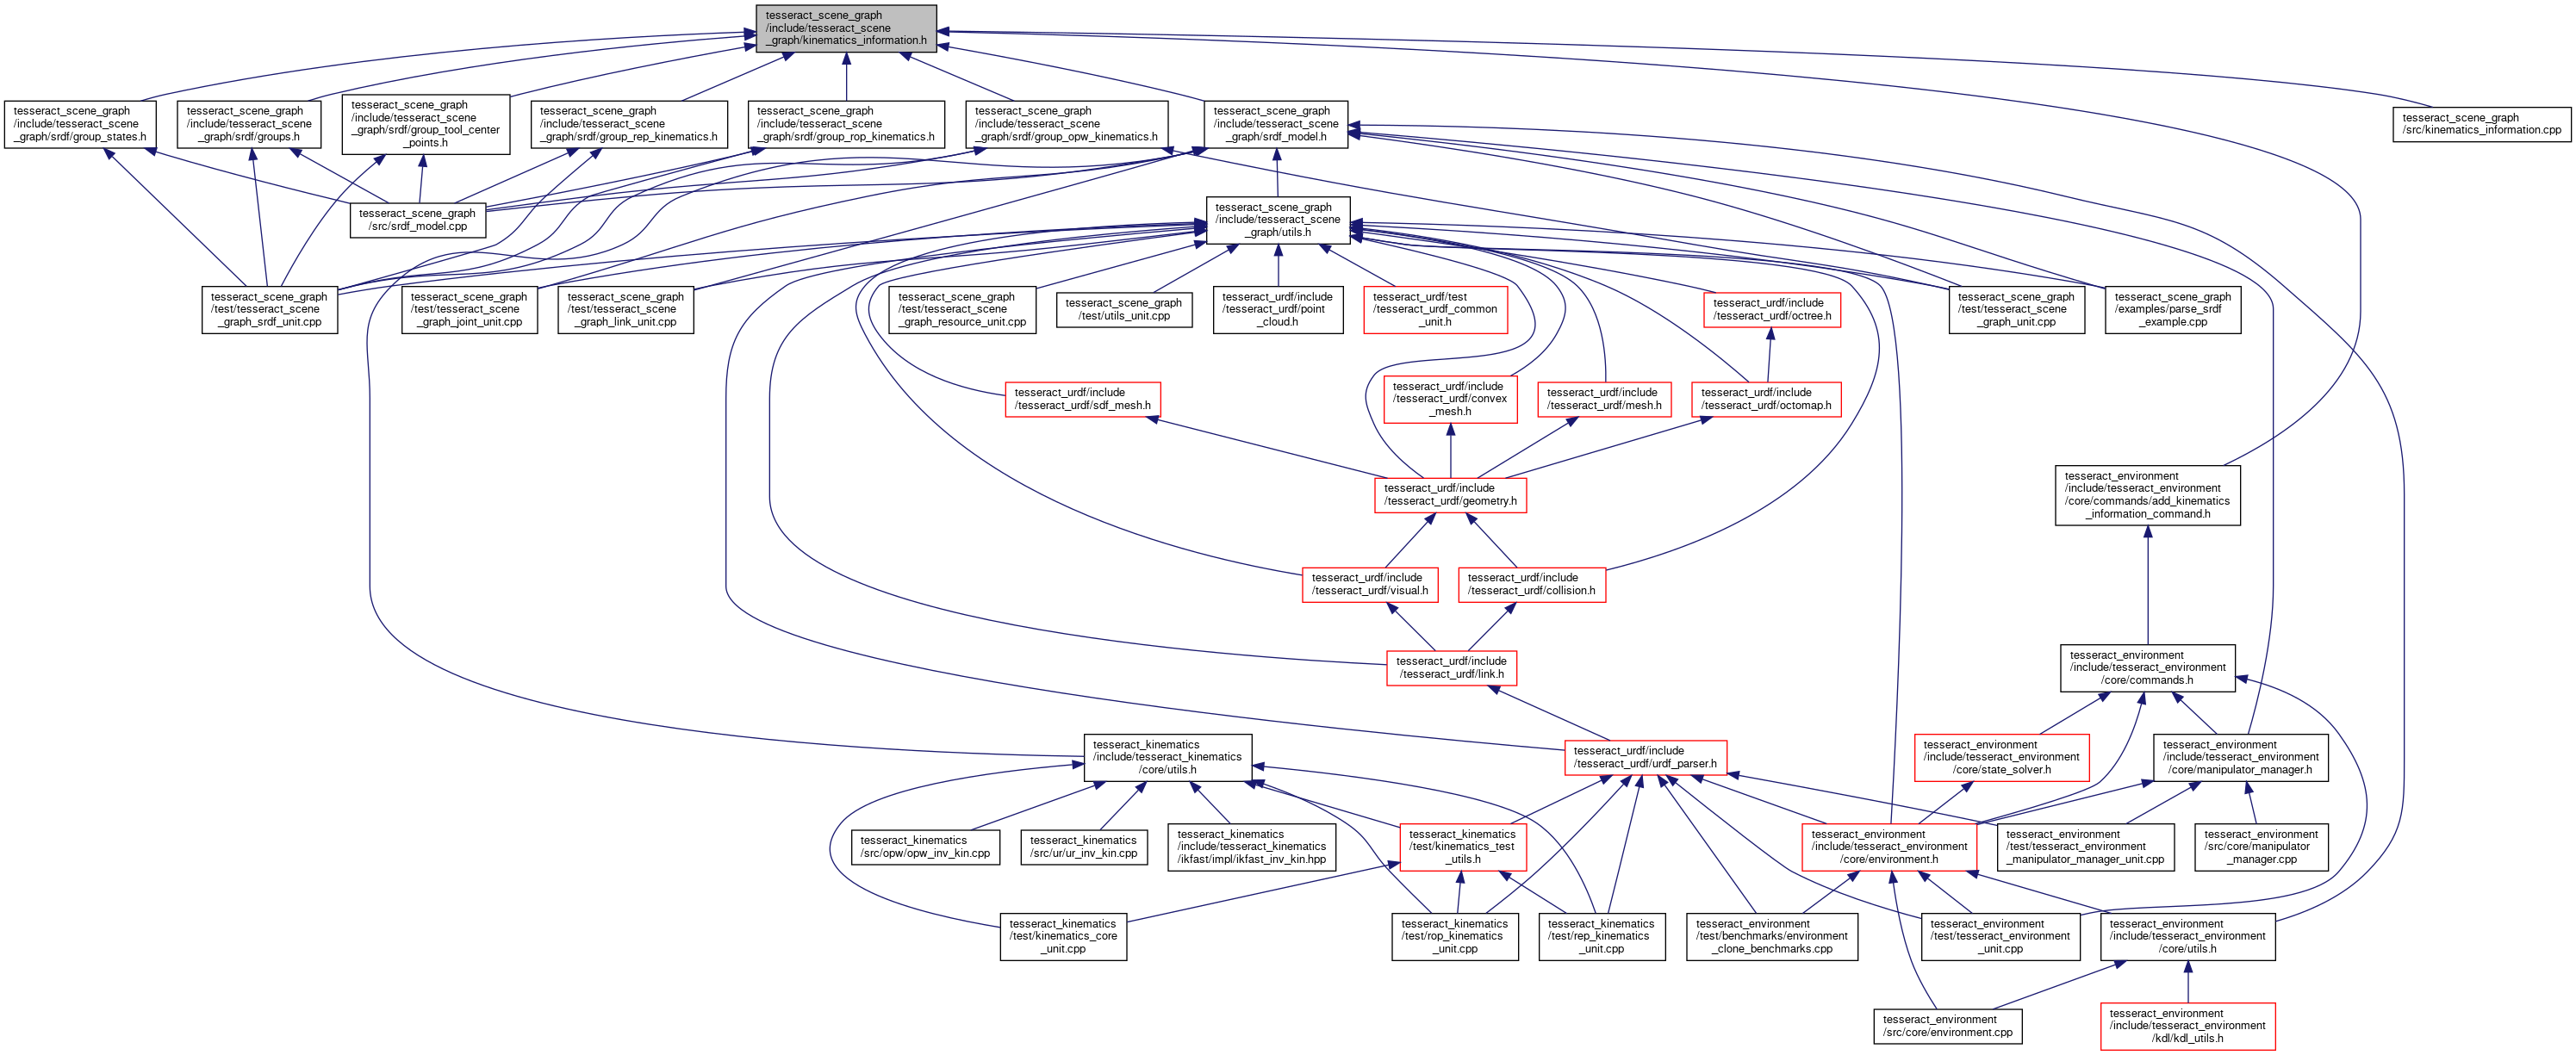 tesseract_scene_graph
/include/tesseract_scene
_graph/kinematics_information.h
tesseract_scene_graph
/include/tesseract_scene
_graph/srdf/group_states.h
tesseract_scene_graph
/include/tesseract_scene
_graph/srdf/groups.h
tesseract_scene_graph
/include/tesseract_scene
_graph/srdf/group_tool_center
_points.h
tesseract_scene_graph
/include/tesseract_scene
_graph/srdf/group_rep_kinematics.h
tesseract_scene_graph
/include/tesseract_scene
_graph/srdf/group_rop_kinematics.h
tesseract_scene_graph
/include/tesseract_scene
_graph/srdf/group_opw_kinematics.h
tesseract_scene_graph
/include/tesseract_scene
_graph/srdf_model.h
tesseract_scene_graph
/src/kinematics_information.cpp
tesseract_scene_graph
/src/srdf_model.cpp
tesseract_scene_graph
/include/tesseract_scene
_graph/utils.h
tesseract_scene_graph
/test/tesseract_scene
_graph_srdf_unit.cpp
tesseract_scene_graph
/test/tesseract_scene
_graph_joint_unit.cpp
tesseract_scene_graph
/test/tesseract_scene
_graph_link_unit.cpp
tesseract_scene_graph
/test/tesseract_scene
_graph_resource_unit.cpp
tesseract_scene_graph
/test/utils_unit.cpp
tesseract_urdf/include
/tesseract_urdf/point
_cloud.h
tesseract_urdf/test
/tesseract_urdf_common
_unit.h
tesseract_urdf/include
/tesseract_urdf/octree.h
tesseract_scene_graph
/test/tesseract_scene
_graph_unit.cpp
tesseract_scene_graph
/examples/parse_srdf
_example.cpp
tesseract_urdf/include
/tesseract_urdf/sdf_mesh.h
tesseract_urdf/include
/tesseract_urdf/convex
_mesh.h
tesseract_urdf/include
/tesseract_urdf/mesh.h
tesseract_urdf/include
/tesseract_urdf/octomap.h
tesseract_urdf/include
/tesseract_urdf/geometry.h
tesseract_environment
/include/tesseract_environment
/core/commands/add_kinematics
_information_command.h
tesseract_urdf/include
/tesseract_urdf/visual.h
tesseract_urdf/include
/tesseract_urdf/collision.h
tesseract_urdf/include
/tesseract_urdf/link.h
tesseract_environment
/include/tesseract_environment
/core/commands.h
tesseract_kinematics
/include/tesseract_kinematics
/core/utils.h
tesseract_urdf/include
/tesseract_urdf/urdf_parser.h
tesseract_environment
/include/tesseract_environment
/core/state_solver.h
tesseract_environment
/include/tesseract_environment
/core/manipulator_manager.h
tesseract_kinematics
/src/opw/opw_inv_kin.cpp
tesseract_kinematics
/src/ur/ur_inv_kin.cpp
tesseract_kinematics
/include/tesseract_kinematics
/ikfast/impl/ikfast_inv_kin.hpp
tesseract_kinematics
/test/kinematics_test
_utils.h
tesseract_environment
/include/tesseract_environment
/core/environment.h
tesseract_environment
/test/tesseract_environment
_manipulator_manager_unit.cpp
tesseract_environment
/src/core/manipulator
_manager.cpp
tesseract_kinematics
/test/kinematics_core
_unit.cpp
tesseract_kinematics
/test/rop_kinematics
_unit.cpp
tesseract_kinematics
/test/rep_kinematics
_unit.cpp
tesseract_environment
/test/benchmarks/environment
_clone_benchmarks.cpp
tesseract_environment
/test/tesseract_environment
_unit.cpp
tesseract_environment
/include/tesseract_environment
/core/utils.h
tesseract_environment
/src/core/environment.cpp
tesseract_environment
/include/tesseract_environment
/kdl/kdl_utils.h